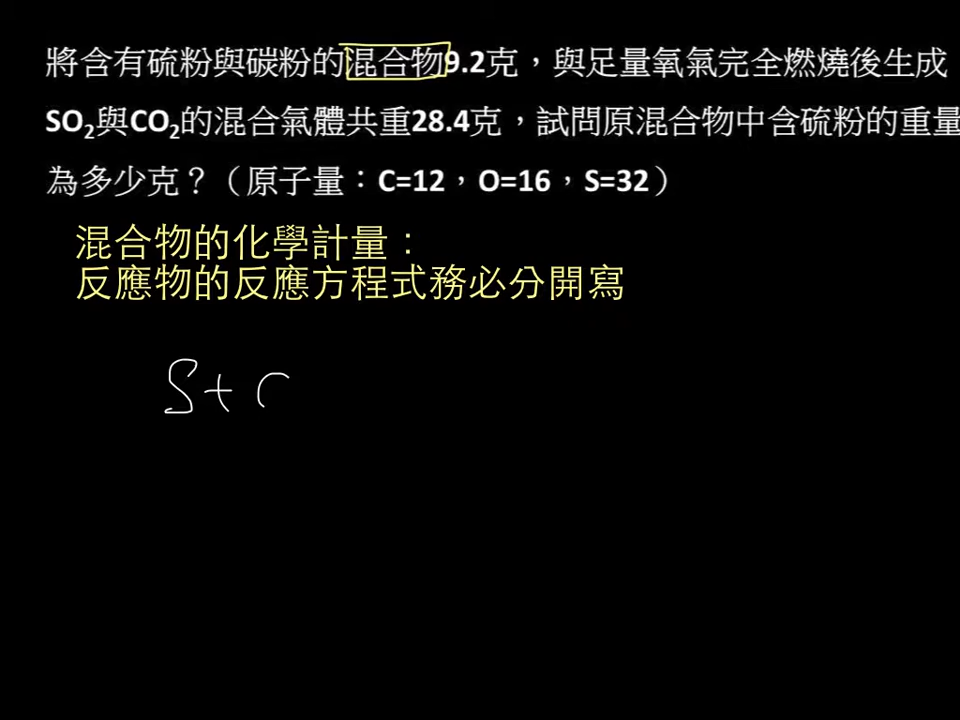 將含有硫粉與碳粉的混合物9.2克，與足量氧氣完全燃燒後生成
SO₂與CO₂的混合氣體共重28.4克，試問原混合物中含硫粉的重量
為多少克？（原子量：C=12，O=16，S=32）
混合物的化學計量：
反應物的反應方程式務必分開寫
S+